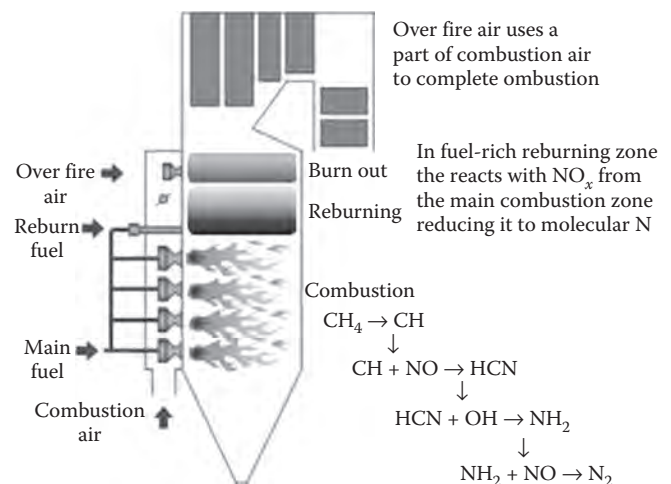 Over fire air uses a
part of combustion air
to complete ombustion
Over fire
air
Burn out
In fuel-rich reburning zone
the reacts with NOₓ from
the main combustion zone
reducing it to molecular N
Reburning
Reburn
fuel
Combustion
CH₄ → CH
↓
CH + NO → HCN
↓
HCN + OH → NH₂
↓
NH₂ + NO → N₂
Main
fuel
Combustion
air